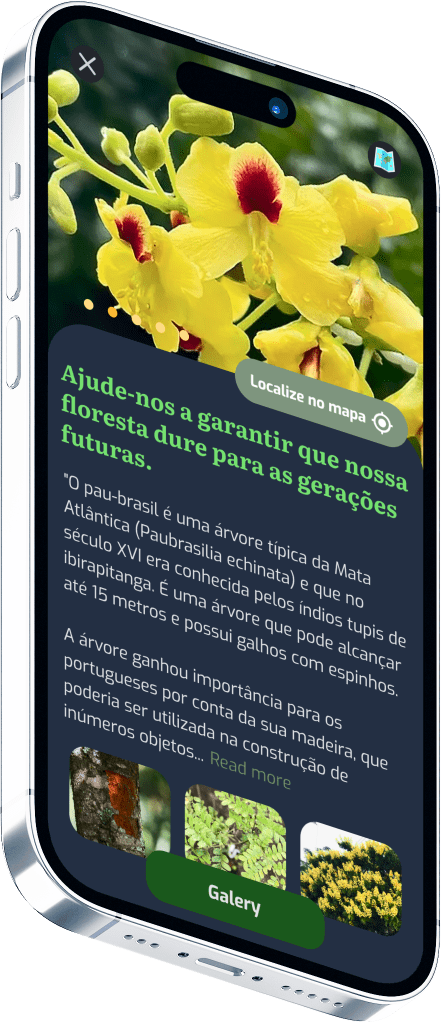 Localize no mapa
Ajude-nos a garantir que nossa
floresta dure para as gerações
futuras.
"O pau-brasil é uma árvore típica da Mata
Atlântica (Paubrasilia echinata) e que no
século XVI era conhecida pelos índios tupis de
ibirapitanga. É uma árvore que pode alcançar
até 15 metros e possui galhos com espinhos.
A árvore ganhou importância para os
portugueses por conta da sua madeira, que
poderia ser utilizada na construção de
inúmeros objetos... Read more
Galery